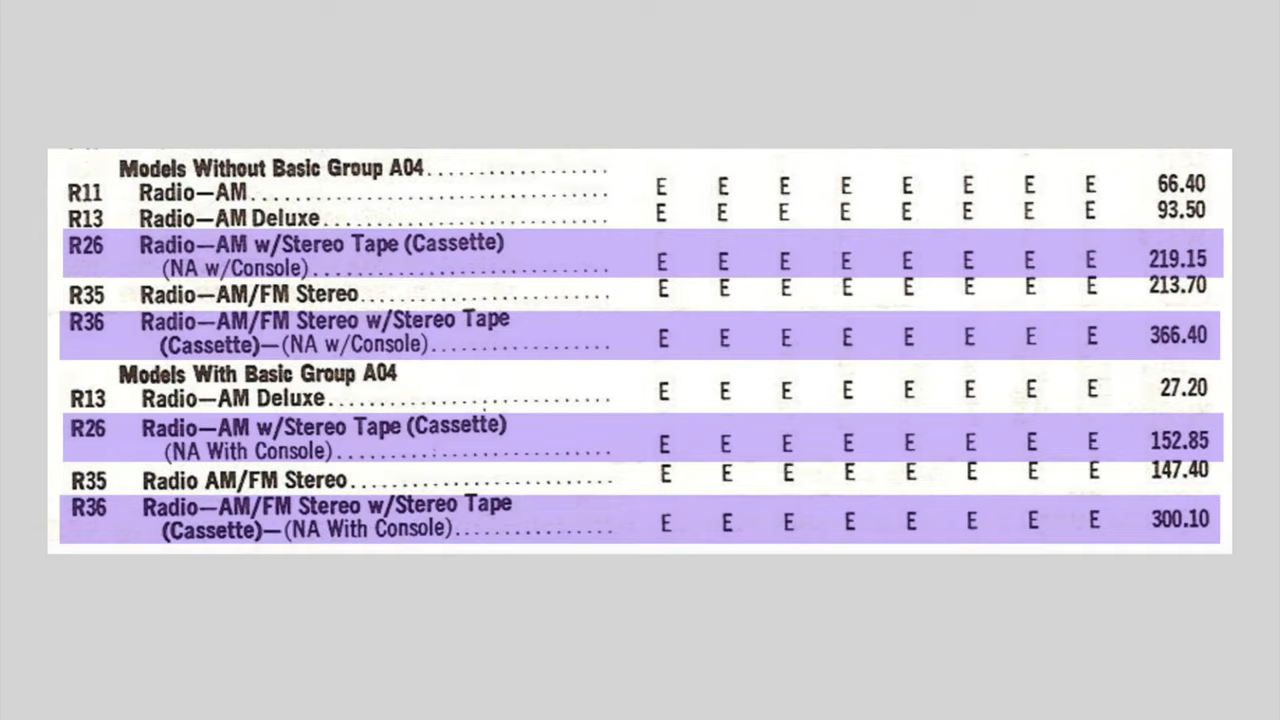 Models Without Basic Group A04..................
R11 Radio—AM.................................... E E E E E E E E 66.40
R13 Radio—AM Deluxe............................. E E E E E E E E 93.50
R26 Radio—AM w/Stereo Tape (Cassette)
(NA w/Console).............................. E E E E E E E E 219.15
R35 Radio—AM/FM Stereo......................... E E E E E E E E 213.70
R36 Radio—AM/FM Stereo w/Stereo Tape
(Cassette)—(NA w/Console).................. E E E E E E E E 366.40
Models With Basic Group A04
R13 Radio—AM Deluxe............................. E E E E E E E E 27.20
R26 Radio—AM w/Stereo Tape (Cassette)
(NA With Console)........................... E E E E E E E E 152.85
R35 Radio AM/FM Stereo.......................... E E E E E E E E 147.40
R36 Radio—AM/FM Stereo w/Stereo Tape
(Cassette)—(NA With Console)................ E E E E E E E E 300.10